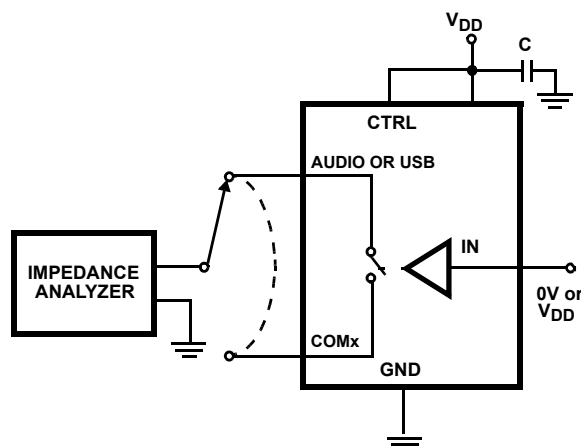 VDD
C
CTRL
AUDIO OR USB
IN
IMPEDANCE
ANALYZER
0V or
VDD
COMx
GND